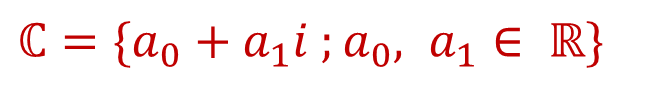 ℂ = {a₀ + a₁i ; a₀, a₁ ∈ ℝ}